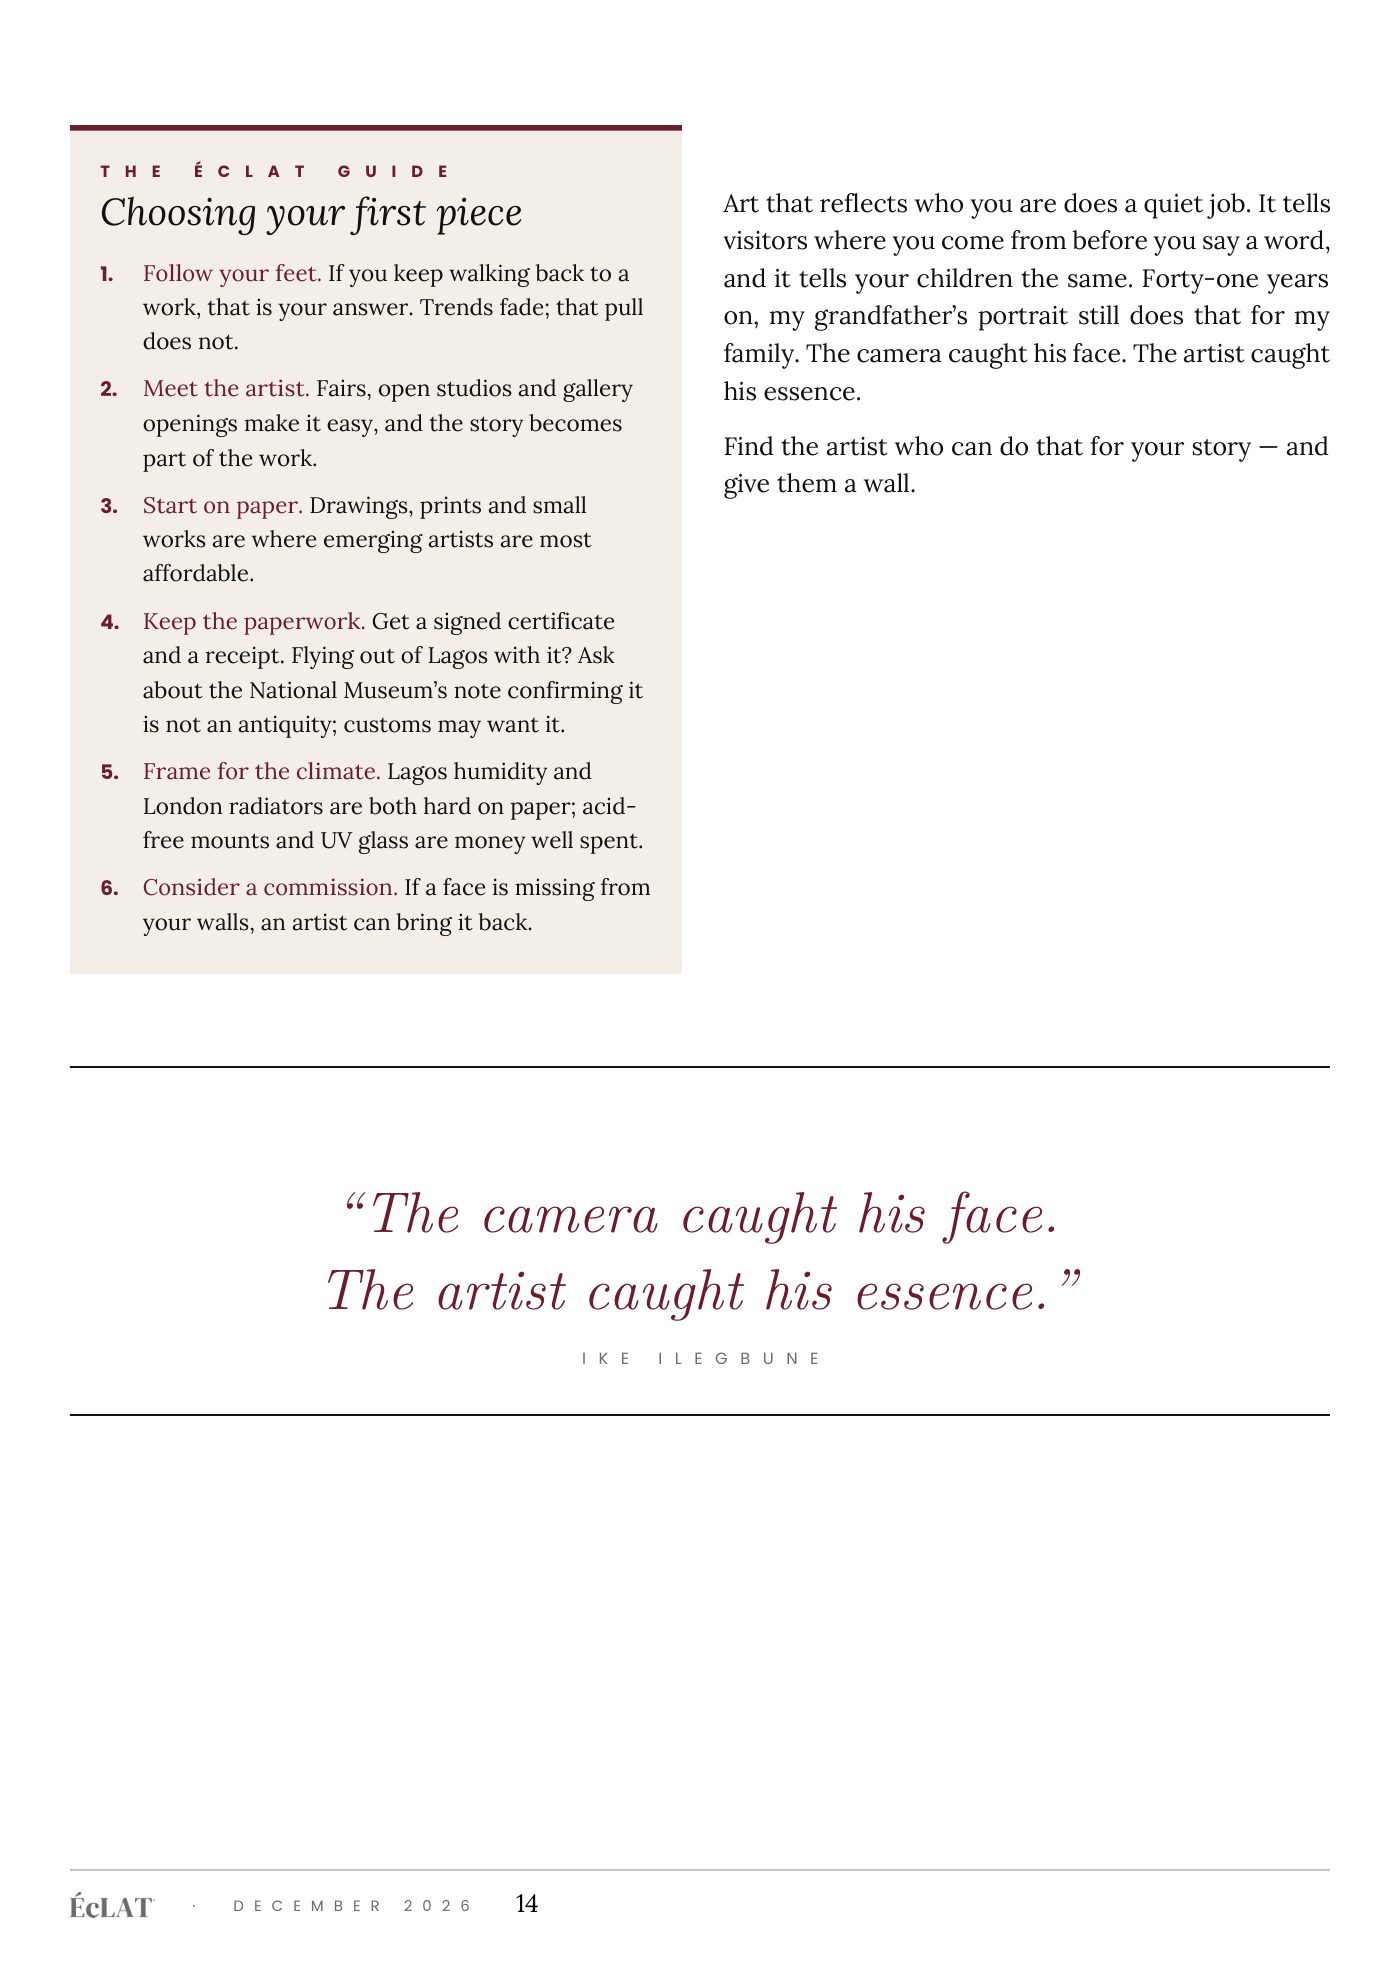 THE ÉCLAT GUIDE
Choosing your first piece
1. Follow your feet. If you keep walking back to a
work, that is your answer. Trends fade; that pull
does not.
2. Meet the artist. Fairs, open studios and gallery
openings make it easy, and the story becomes
part of the work.
3. Start on paper. Drawings, prints and small
works are where emerging artists are most
affordable.
4. Keep the paperwork. Get a signed certificate
and a receipt. Flying out of Lagos with it? Ask
about the National Museum’s note confirming it
is not an antiquity; customs may want it.
5. Frame for the climate. Lagos humidity and
London radiators are both hard on paper; acid-
free mounts and UV glass are money well spent.
6. Consider a commission. If a face is missing from
your walls, an artist can bring it back.
Art that reflects who you are does a quiet job. It tells
visitors where you come from before you say a word,
and it tells your children the same. Forty-one years
on, my grandfather’s portrait still does that for my
family. The camera caught his face. The artist caught
his essence.
Find the artist who can do that for your story — and
give them a wall.
“The camera caught his face.
The artist caught his essence.”
IKE ILEGBUNE
ÉcLAT · DECEMBER 2026 14